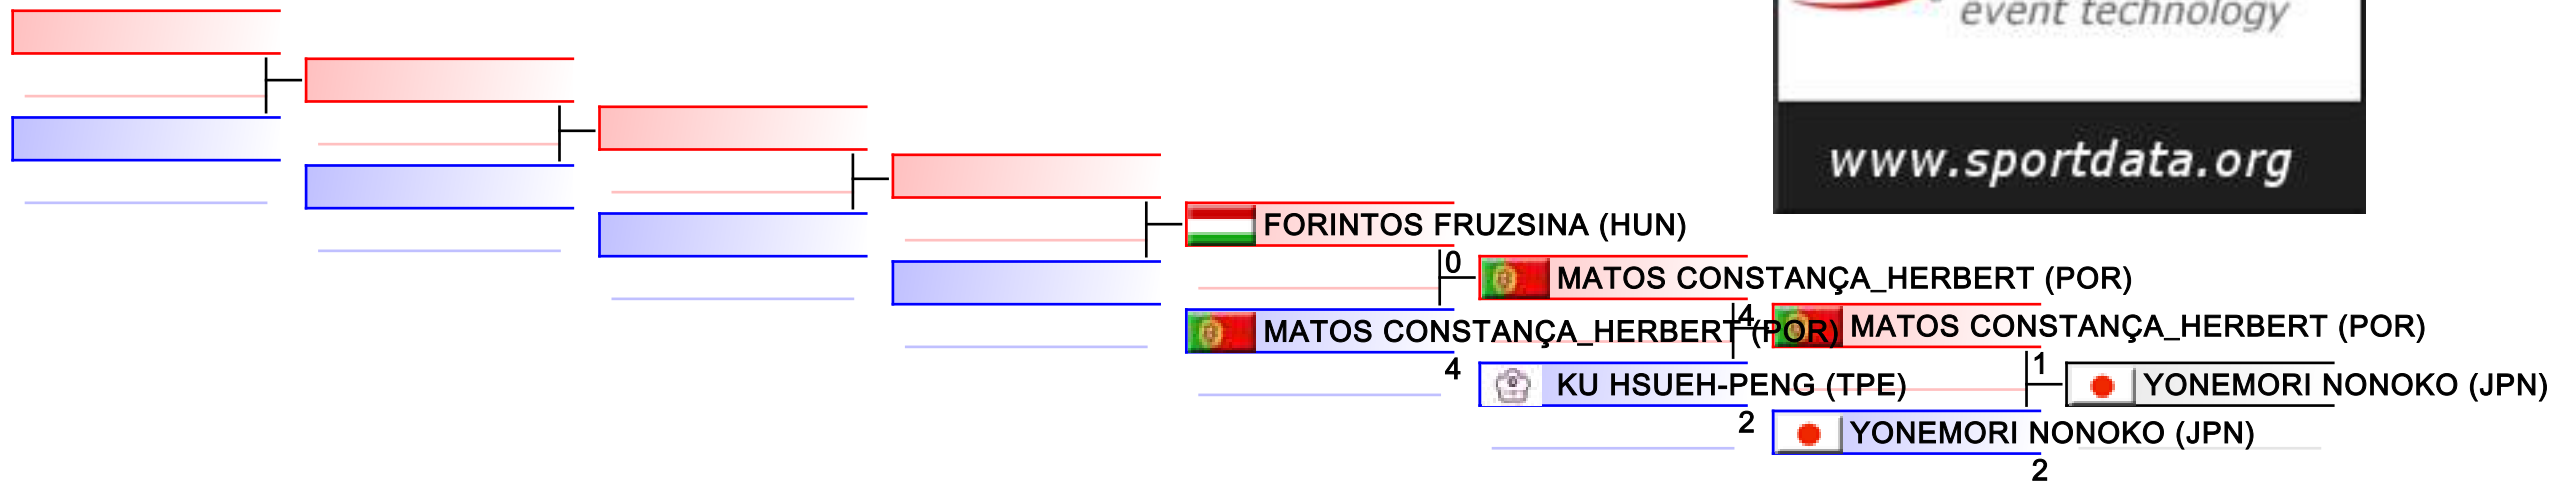 event technology
www.sportdata.org
FORINTOS FRUZSINA (HUN)
0
MATOS CONSTANÇA_HERBERT (POR)
MATOS CONSTANÇA_HERBERT (POR)
4
4
MATOS CONSTANÇA_HERBERT (POR)
KU HSUEH-PENG (TPE)
2
1
YONEMORI NONOKO (JPN)
YONEMORI NONOKO (JPN)
2